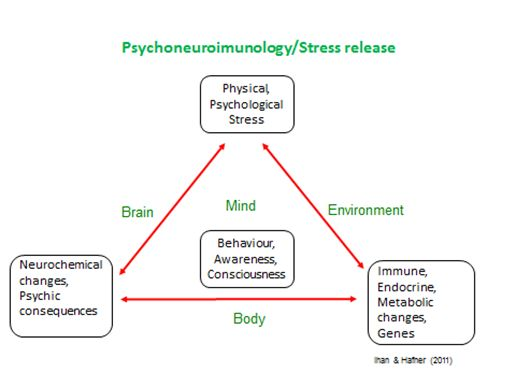 Psychoneuroimunology/Stress release
Physical,
Psychological
Stress
Brain
Mind
Environment
Behaviour,
Awareness,
Consciousness
Neurochemical
changes,
Psychic
consequences
Immune,
Endocrine,
Metabolic
changes,
Genes
Body
Ihan & Hafner (2011)